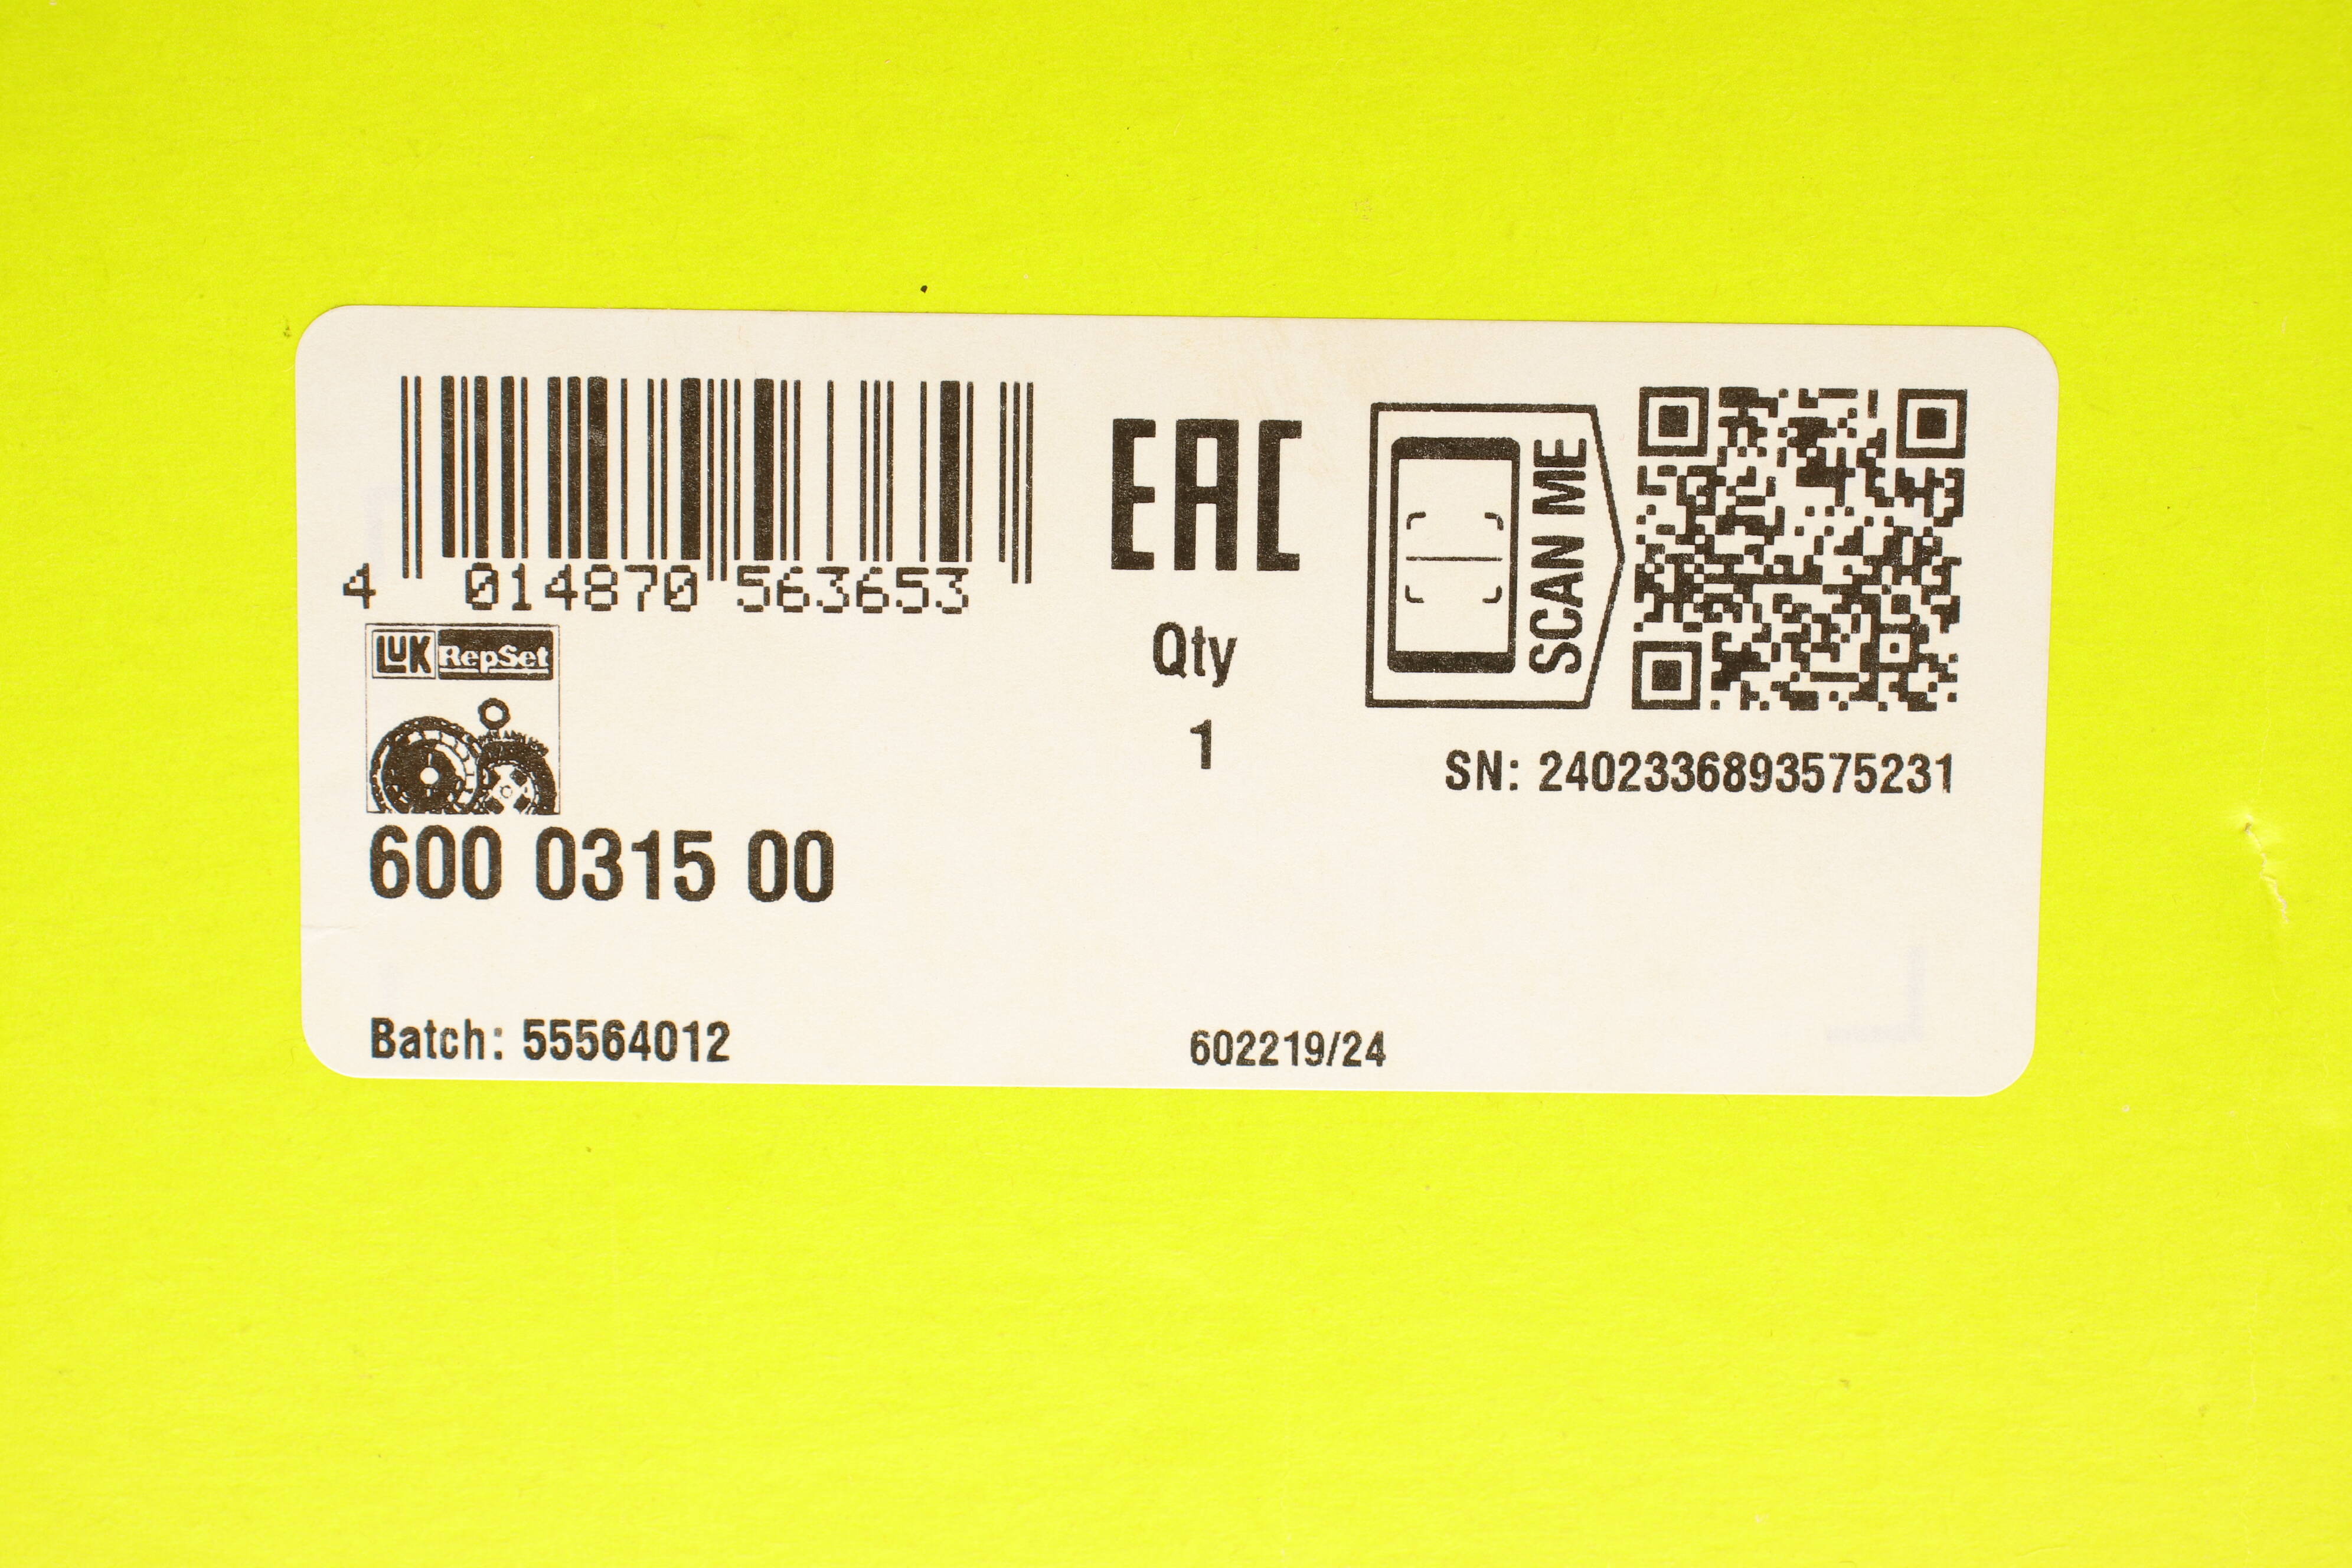 4 014870 563653
EAC
SCAN ME
LUK RepSet
Qty
1
SN: 2402336893575231
600 0315 00
Batch: 55564012
602219/24